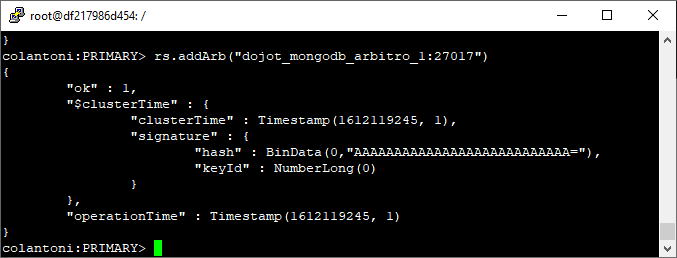 root@df217986d454: /
}
colantoni:PRIMARY> rs.addArb("dojot_mongodb_arbitro_1:27017")
{
        "ok" : 1,
        "$clusterTime" : {
                "clusterTime" : Timestamp(1612119245, 1),
                "signature" : {
                        "hash" : BinData(0,"AAAAAAAAAAAAAAAAAAAAAAAAAAA="),
                        "keyId" : NumberLong(0)
                }
        },
        "operationTime" : Timestamp(1612119245, 1)
}
colantoni:PRIMARY>